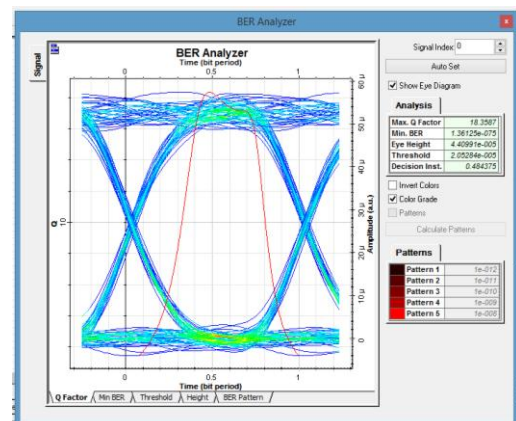 BER Analyzer
Signal
BER Analyzer
Time (bit period)
0 0.5 1
Q
10
60 µ
50 µ
40 µ
30 µ
20 µ
10 µ
0
Amplitude (a.u.)
0 0.5 1
Time (bit period)
Q Factor Min BER Threshold Height BER Pattern
Signal Index: 0
Auto Set
Show Eye Diagram
Analysis
Max. Q Factor 18.3587
Min. BER 1.36125e-075
Eye Height 4.40991e-005
Threshold 2.05284e-005
Decision Inst. 0.484375
Invert Colors
Color Grade
Patterns
Calculate Patterns
Patterns
Pattern 1 1e-012
Pattern 2 1e-011
Pattern 3 1e-010
Pattern 4 1e-009
Pattern 5 1e-008